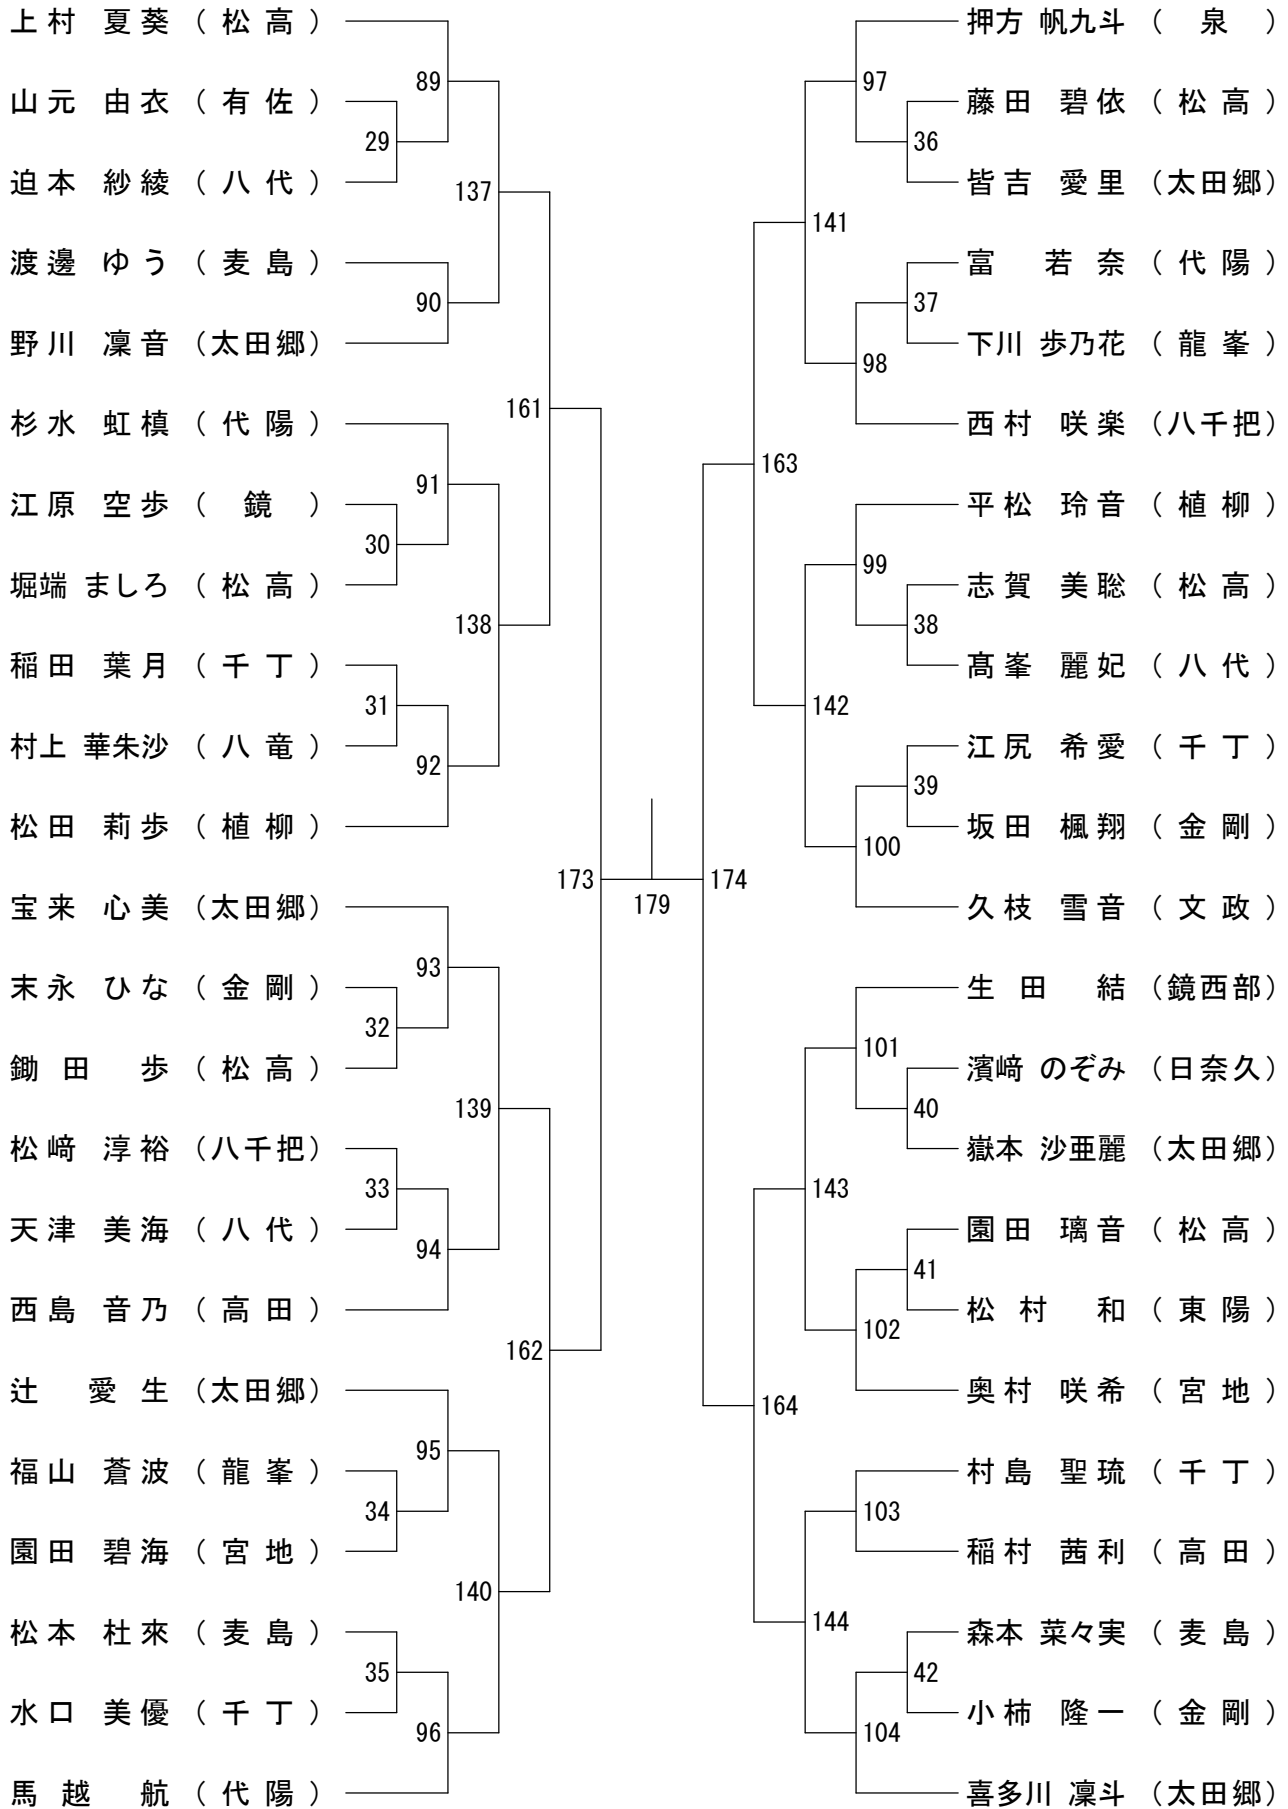 上村 夏葵 （ 松 高 ）
山元 由衣 （ 有 佐 ）
迫本 紗綾 （ 八 代 ）
渡邊 ゆう （ 麦 島 ）
野川 凜音 （太田郷）
杉水 虹槙 （ 代 陽 ）
江原 空歩 （ 鏡 ）
堀端 ましろ （ 松 高 ）
稲田 葉月 （ 千 丁 ）
村上 華朱沙 （ 八 竜 ）
松田 莉歩 （ 植 柳 ）
宝来 心美 （太田郷）
末永 ひな （ 金 剛 ）
鋤田 歩 （ 松 高 ）
松﨑 淳裕 （八千把）
天津 美海 （ 八 代 ）
西島 音乃 （ 高 田 ）
辻 愛生 （太田郷）
福山 蒼波 （ 龍 峯 ）
園田 碧海 （ 宮 地 ）
松本 杜來 （ 麦 島 ）
水口 美優 （ 千 丁 ）
馬越 航 （ 代 陽 ）
89
29
137
90
161
91
30
138
31
92
173
93
32
139
33
94
162
95
34
140
35
96
179
174
97
36
141
37
98
163
99
38
142
39
100
101
40
143
41
102
164
103
144
42
104
押方 帆九斗 （ 泉 ）
藤田 碧依 （ 松 高 ）
皆吉 愛里 （太田郷）
富 若奈 （ 代 陽 ）
下川 歩乃花 （ 龍 峯 ）
西村 咲楽 （八千把）
平松 玲音 （ 植 柳 ）
志賀 美聡 （ 松 高 ）
髙峯 麗妃 （ 八 代 ）
江尻 希愛 （ 千 丁 ）
坂田 楓翔 （ 金 剛 ）
久枝 雪音 （ 文 政 ）
生田 結 （鏡西部）
濱﨑 のぞみ （日奈久）
嶽本 沙亜麗 （太田郷）
園田 璃音 （ 松 高 ）
松村 和 （ 東 陽 ）
奥村 咲希 （ 宮 地 ）
村島 聖琉 （ 千 丁 ）
稲村 茜利 （ 高 田 ）
森本 菜々実 （ 麦 島 ）
小柿 隆一 （ 金 剛 ）
喜多川 凜斗 （太田郷）